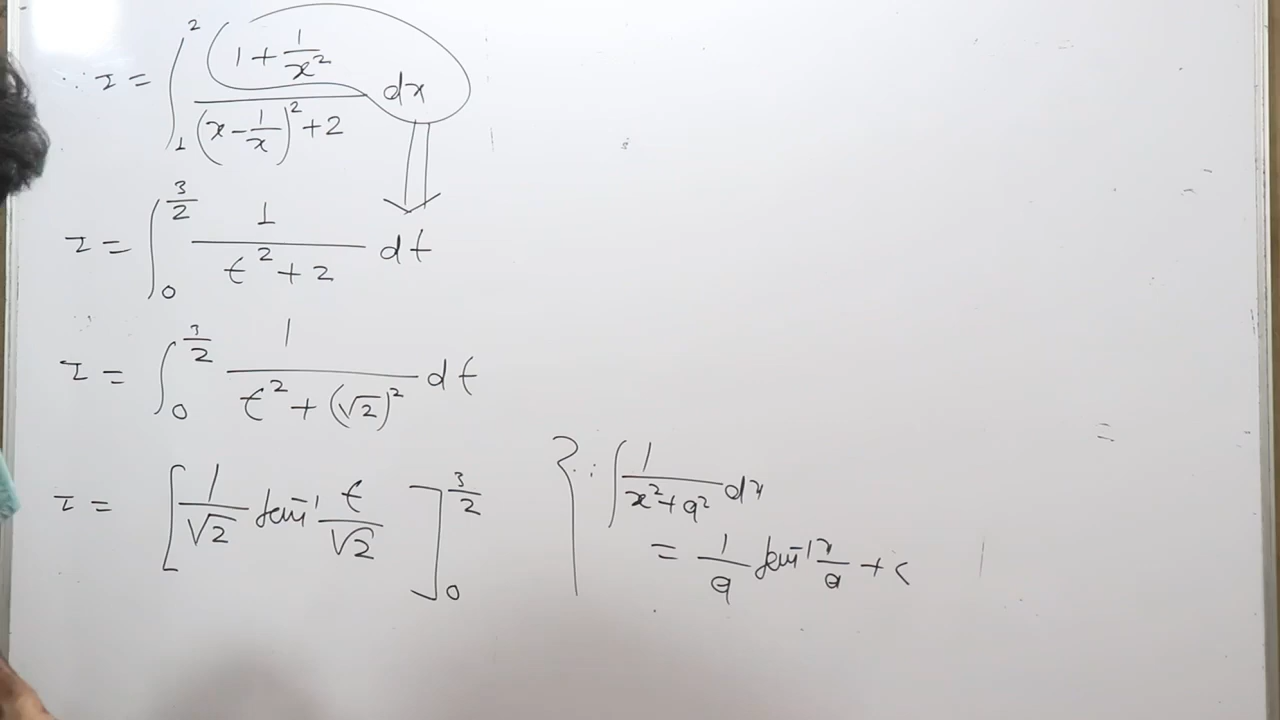 ∴ I = ∫₁² (1 + 1/x²) / ((x − 1/x)² + 2) dx
I = ∫₀^(3/2) 1 / (t² + 2) dt
I = ∫₀^(3/2) 1 / (t² + (√2)²) dt
I = [1/√2 tan⁻¹ t/√2]₀^(3/2)
{∵ ∫ 1 / (x² + a²) dx
= 1/a tan⁻¹ x/a + c
=